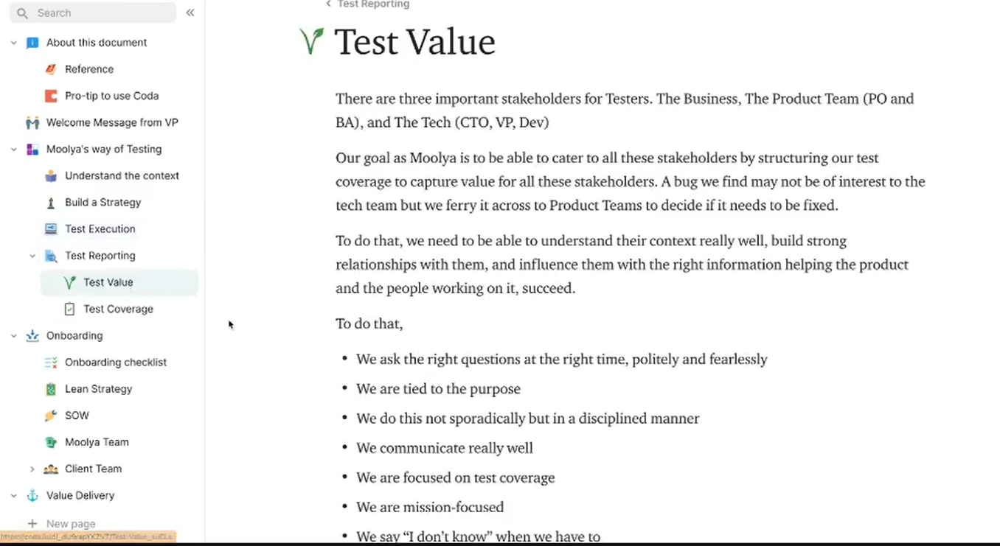 Search
About this document
Reference
Pro-tip to use Coda
Welcome Message from VP
Moolya's way of Testing
Understand the context
Build a Strategy
Test Execution
Test Reporting
Test Value
Test Coverage
Onboarding
Onboarding checklist
Lean Strategy
SOW
Moolya Team
Client Team
Value Delivery
New page
Test Reporting
Test Value
There are three important stakeholders for Testers. The Business, The Product Team (PO and
BA), and The Tech (CTO, VP, Dev)
Our goal as Moolya is to be able to cater to all these stakeholders by structuring our test
coverage to capture value for all these stakeholders. A bug we find may not be of interest to the
tech team but we ferry it across to Product Teams to decide if it needs to be fixed.
To do that, we need to be able to understand their context really well, build strong
relationships with them, and influence them with the right information helping the product
and the people working on it, succeed.
To do that,
• We ask the right questions at the right time, politely and fearlessly
• We are tied to the purpose
• We do this not sporadically but in a disciplined manner
• We communicate really well
• We are focused on test coverage
• We are mission-focused
• We say “I don’t know” when we have to